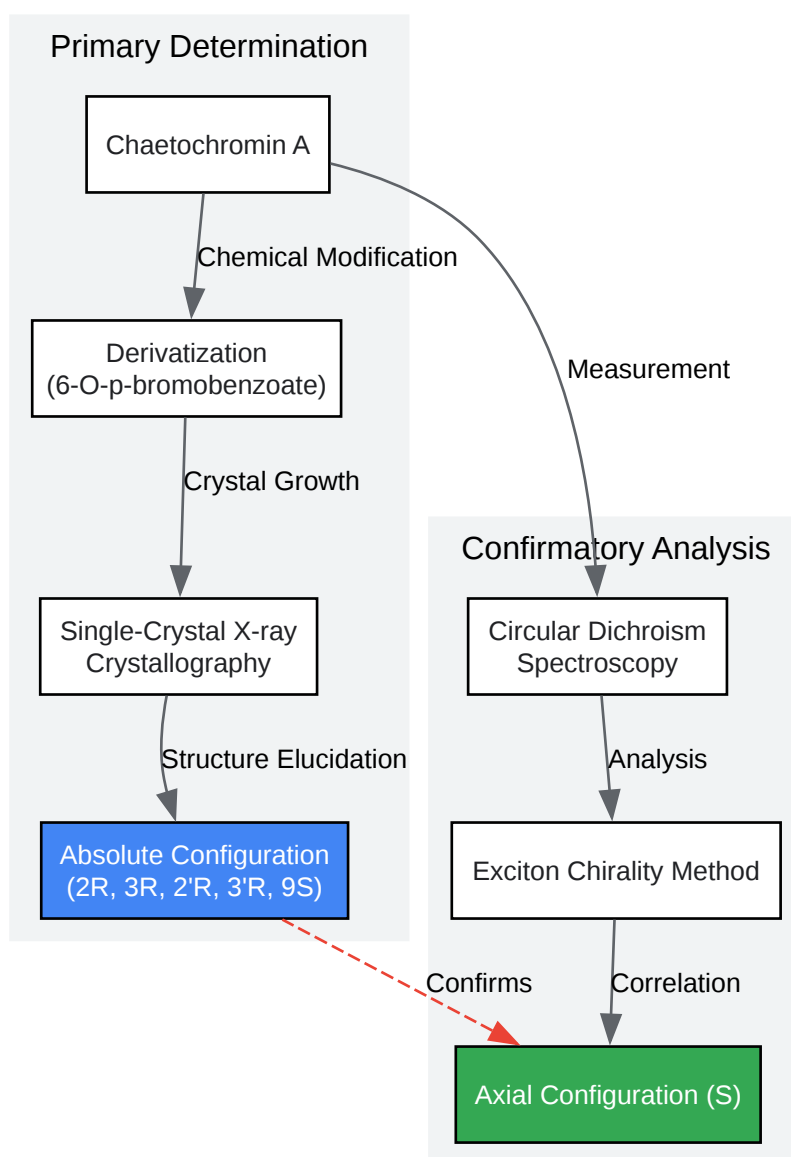 Primary Determination
Chaetochromin A
Chemical Modification
Derivatization
(6-O-p-bromobenzoate)
Measurement
Crystal Growth
Confirmatory Analysis
Single-Crystal X-ray
Crystallography
Circular Dichroism
Spectroscopy
Structure Elucidation
Analysis
Absolute Configuration
(2R, 3R, 2'R, 3'R, 9S)
Exciton Chirality Method
Confirms
Correlation
Axial Configuration (S)